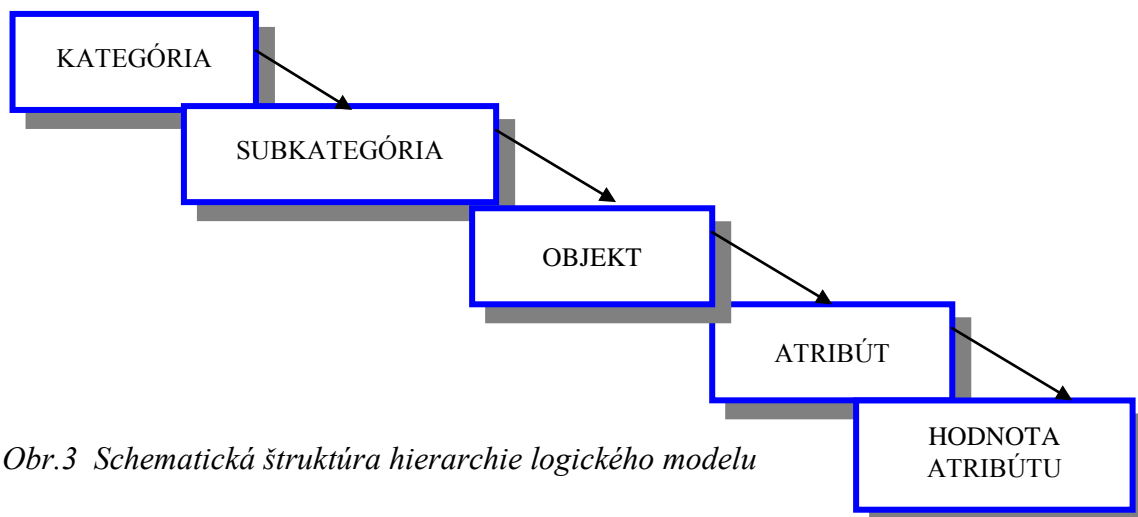 KATEGÓRIA
SUBKATEGÓRIA
OBJEKT
ATRIBÚT
HODNOTA
ATRIBÚTU
Obr.3 Schematická štruktúra hierarchie logického modelu